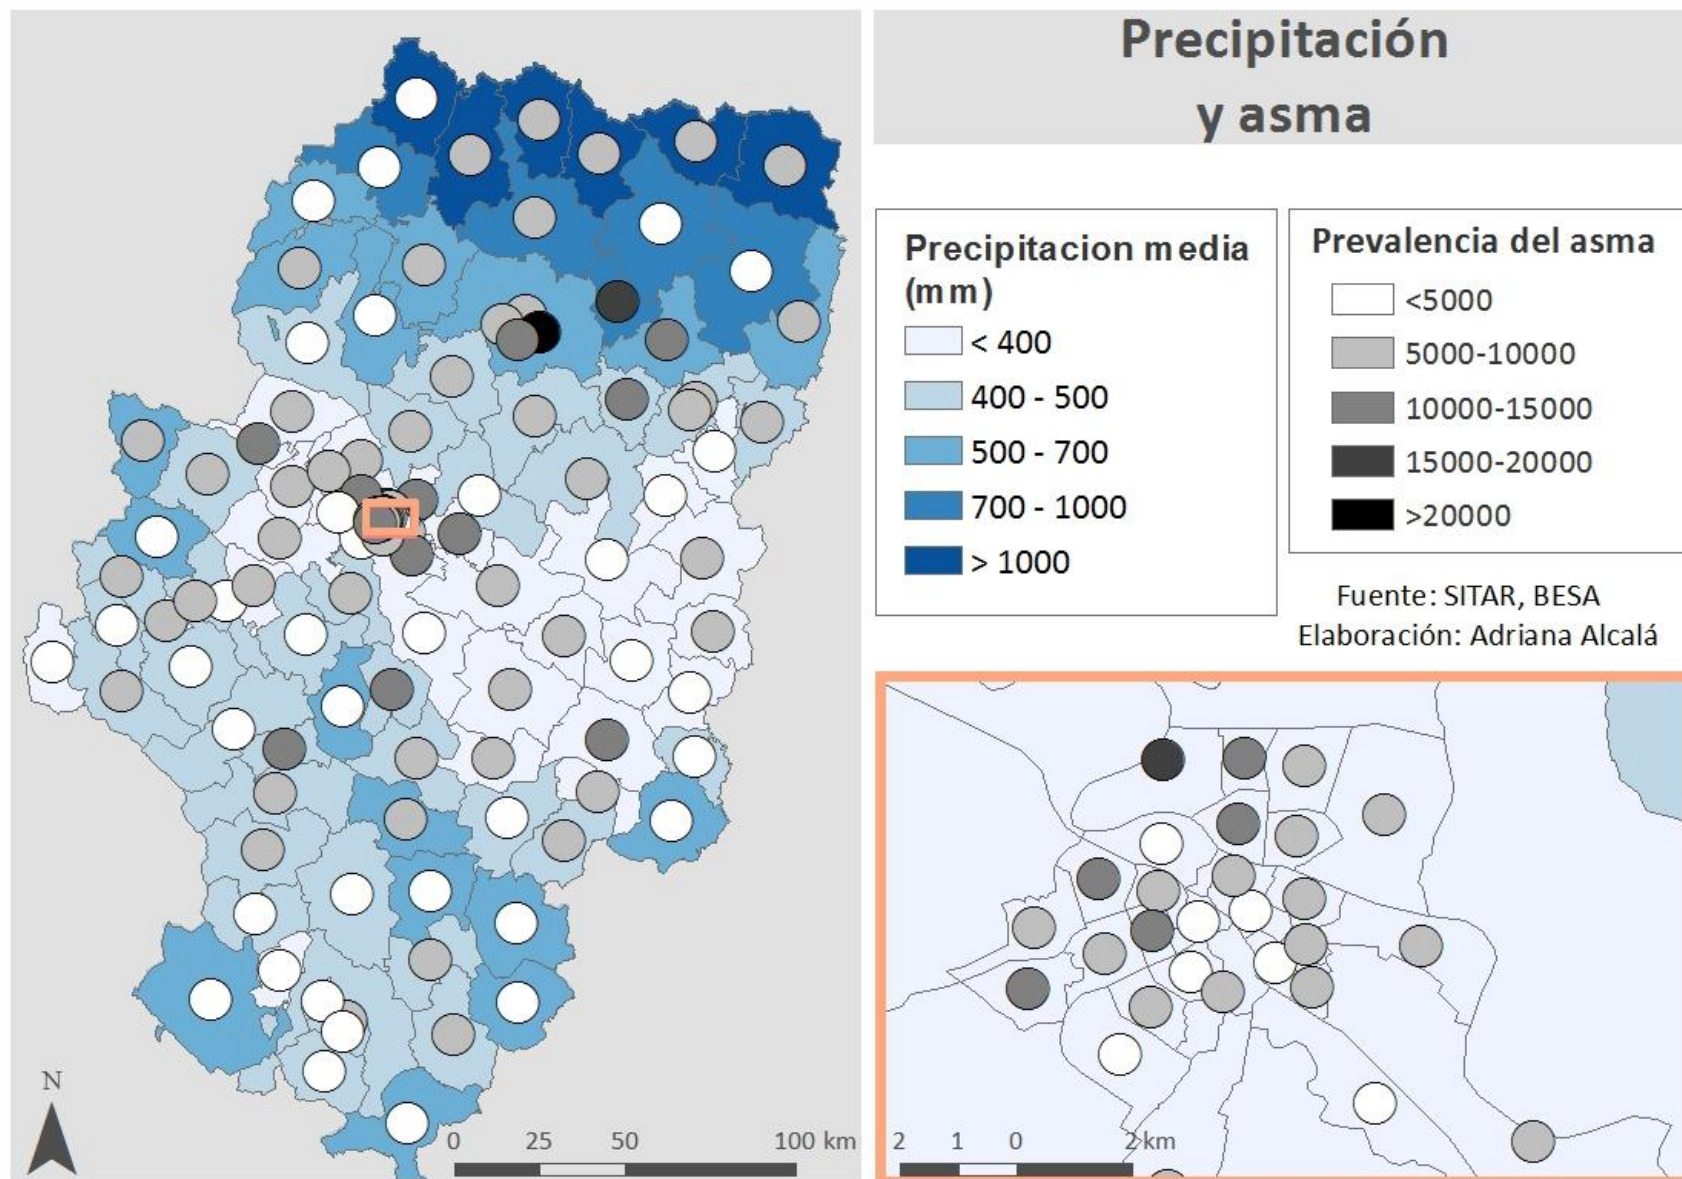 Precipitación
y asma
Precipitacion media
(mm)
< 400
400 - 500
500 - 700
700 - 1000
> 1000
Prevalencia del asma
<5000
5000-10000
10000-15000
15000-20000
>20000
Fuente: SITAR, BESA
Elaboración: Adriana Alcalá
N
0 25 50 100 km
2 1 0 2 km